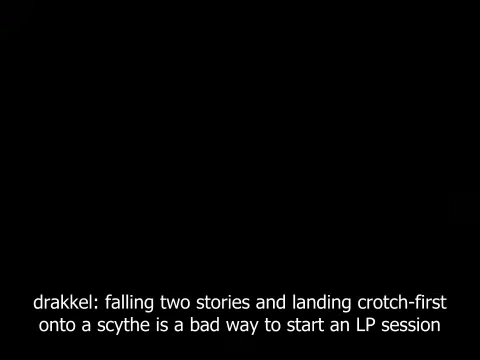 drakkel: falling two stories and landing crotch-first
onto a scythe is a bad way to start an LP session